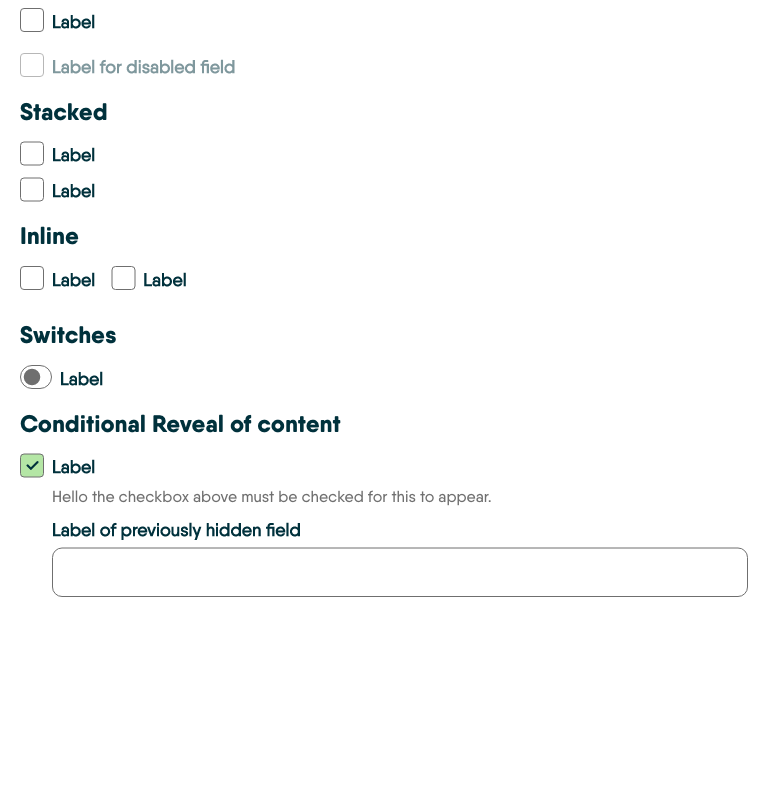 Label
Label for disabled field
Stacked
Label
Label
Inline
Label Label
Switches
Label
Conditional Reveal of content
Label
Hello the checkbox above must be checked for this to appear.
Label of previously hidden field